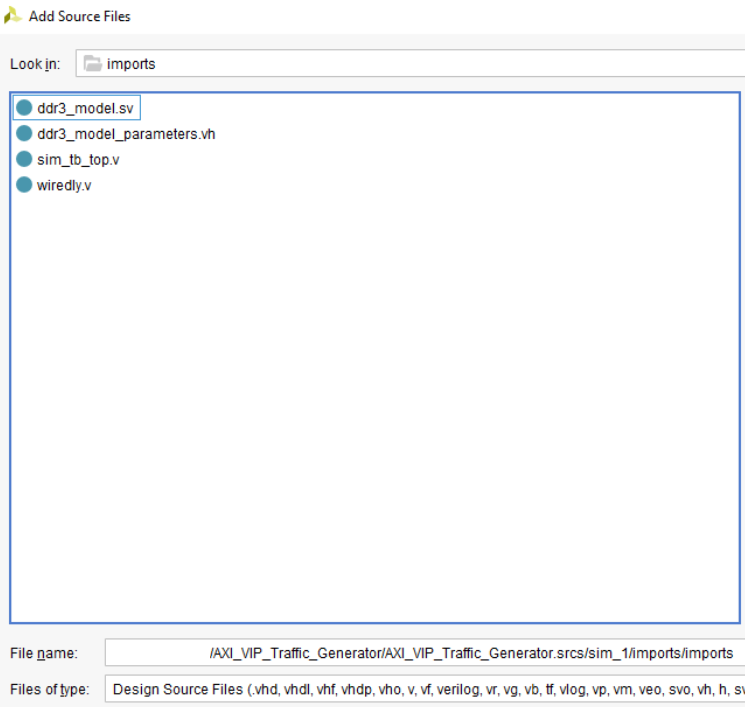 Add Source Files
Look in: imports
ddr3_model.sv
ddr3_model_parameters.vh
sim_tb_top.v
wiredly.v
File name: /AXI_VIP_Traffic_Generator/AXI_VIP_Traffic_Generator.srcs/sim_1/imports/imports
Files of type: Design Source Files (.vhd, vhdl, vhf, vhdp, vho, v, vf, verilog, vr, vg, vb, tf, vlog, vp, vm, veo, svo, vh, h, sv